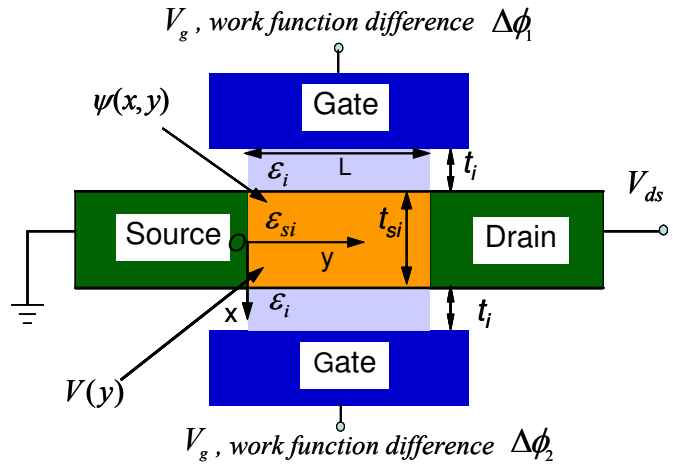 V_g , work function difference Δϕ_1
Gate
ψ(x, y)
ε_i
L
t_i
V_ds
Source
O
ε_si
y
t_si
Drain
x
ε_i
t_i
V(y)
Gate
V_g , work function difference Δϕ_2